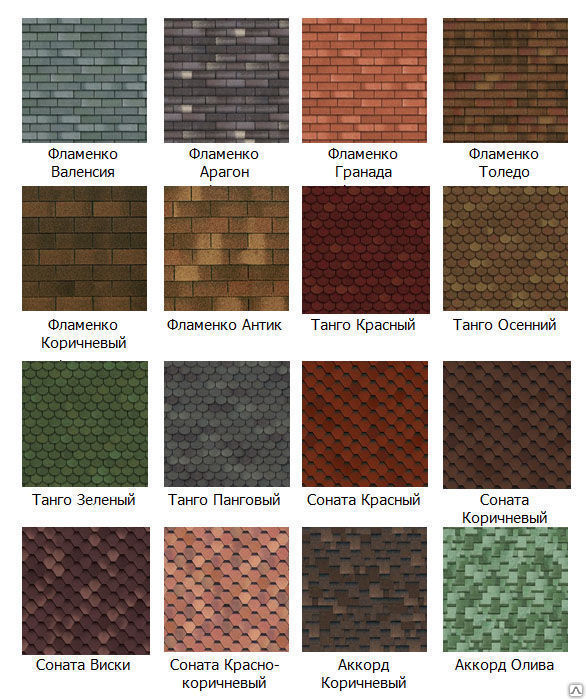 Фламенко
Валенсия
Фламенко
Арагон
Фламенко
Гранада
Фламенко
Толедо
Фламенко
Коричневый
Фламенко Антик
Танго Красный
Танго Осенний
Танго Зеленый
Танго Панговый
Соната Красный
Соната
Коричневый
Соната Виски
Соната Красно-
коричневый
Аккорд
Коричневый
Аккорд Олива